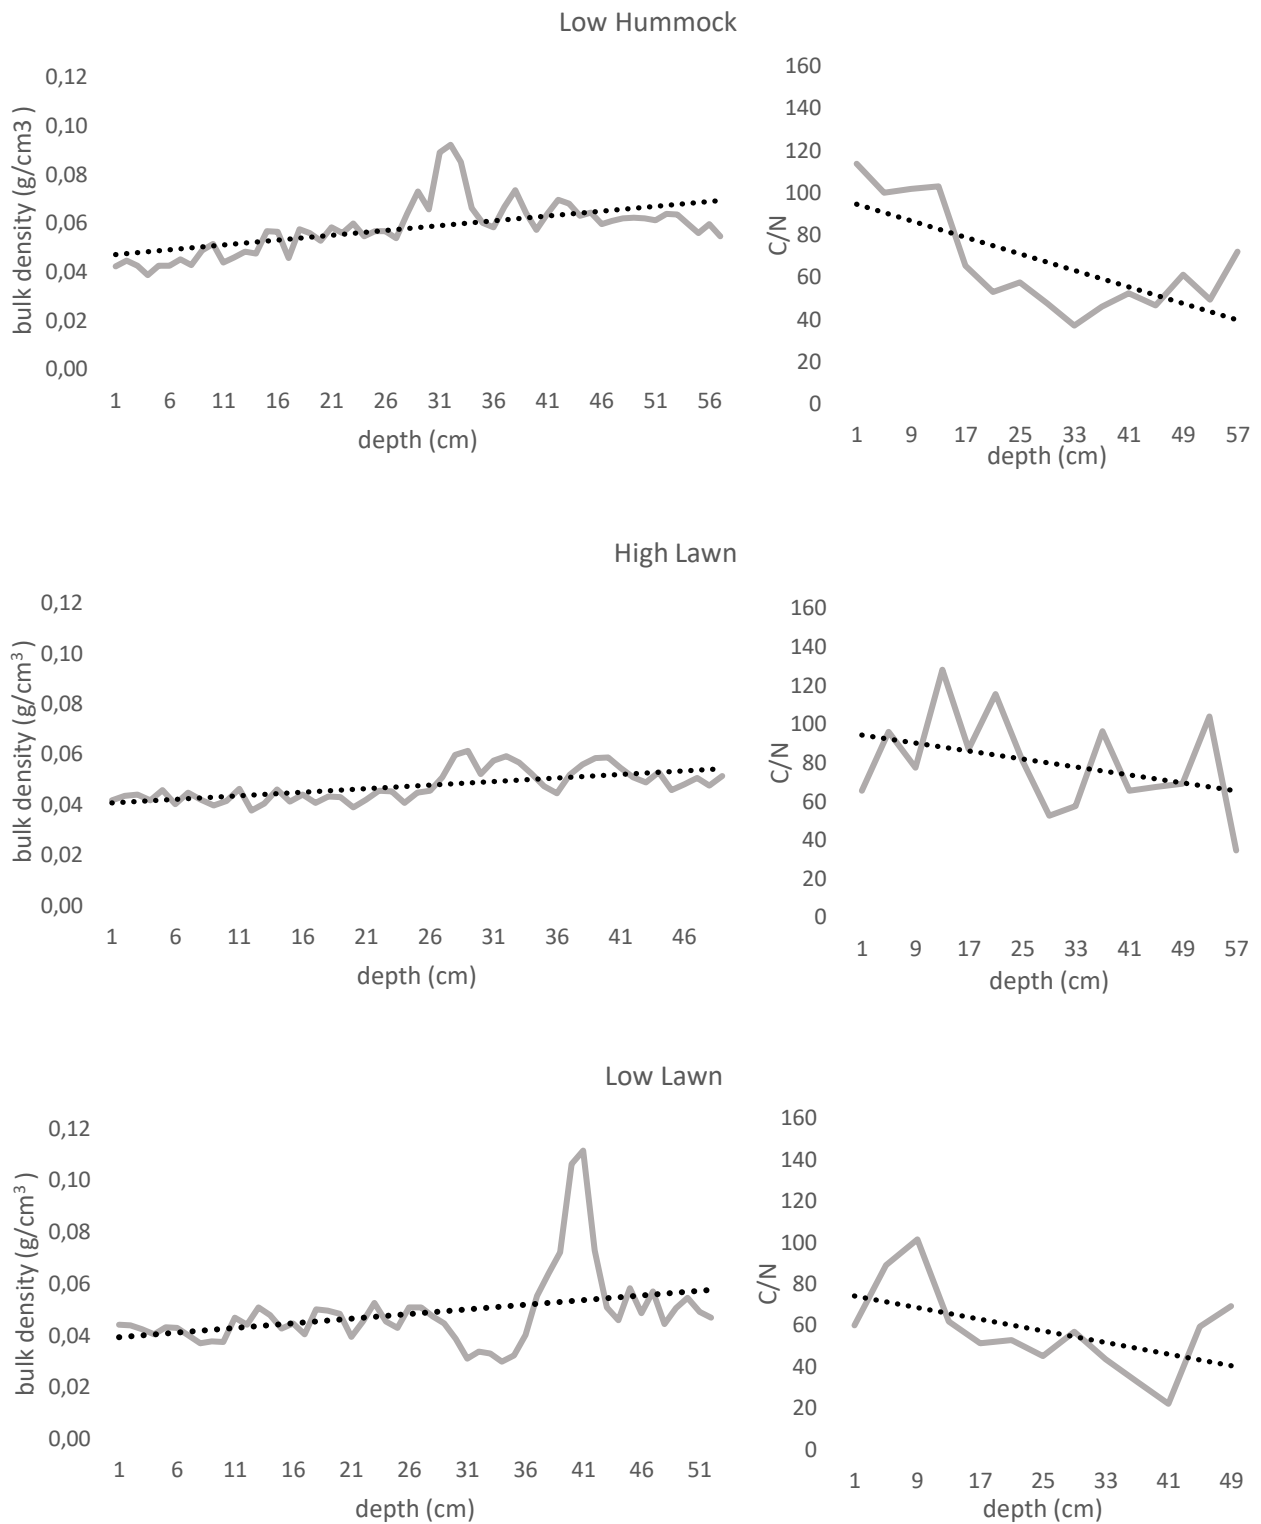 Low Hummock
0,12
0,10
0,08
0,06
0,04
0,02
0,00
bulk density (g/cm3 )
1 6 11 16 21 26 31 36 41 46 51 56
depth (cm)
160
140
120
100
80
60
40
20
0
C/N
1 9 17 25 33 41 49 57
depth (cm)
High Lawn
0,12
0,10
0,08
0,06
0,04
0,02
0,00
bulk density (g/cm³ )
1 6 11 16 21 26 31 36 41 46
depth (cm)
160
140
120
100
80
60
40
20
0
C/N
1 9 17 25 33 41 49 57
depth (cm)
Low Lawn
0,12
0,10
0,08
0,06
0,04
0,02
0,00
bulk density (g/cm³ )
1 6 11 16 21 26 31 36 41 46 51
depth (cm)
160
140
120
100
80
60
40
20
0
C/N
1 9 17 25 33 41 49
depth (cm)